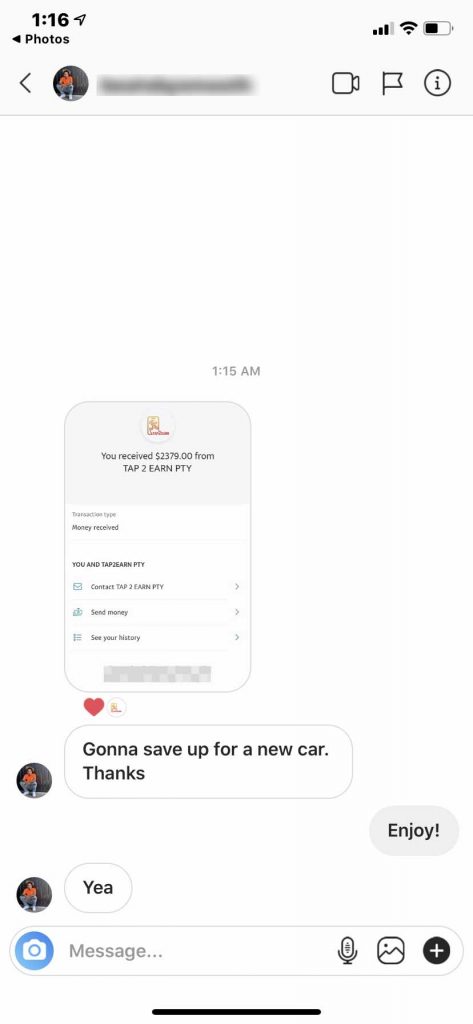 1:16
◀ Photos
1:15 AM
You received $2379.00 from
TAP 2 EARN PTY
Transaction type
Money received
YOU AND TAP2EARN PTY
Contact TAP 2 EARN PTY
Send money
See your history
Gonna save up for a new car.
Thanks
Enjoy!
Yea
Message...